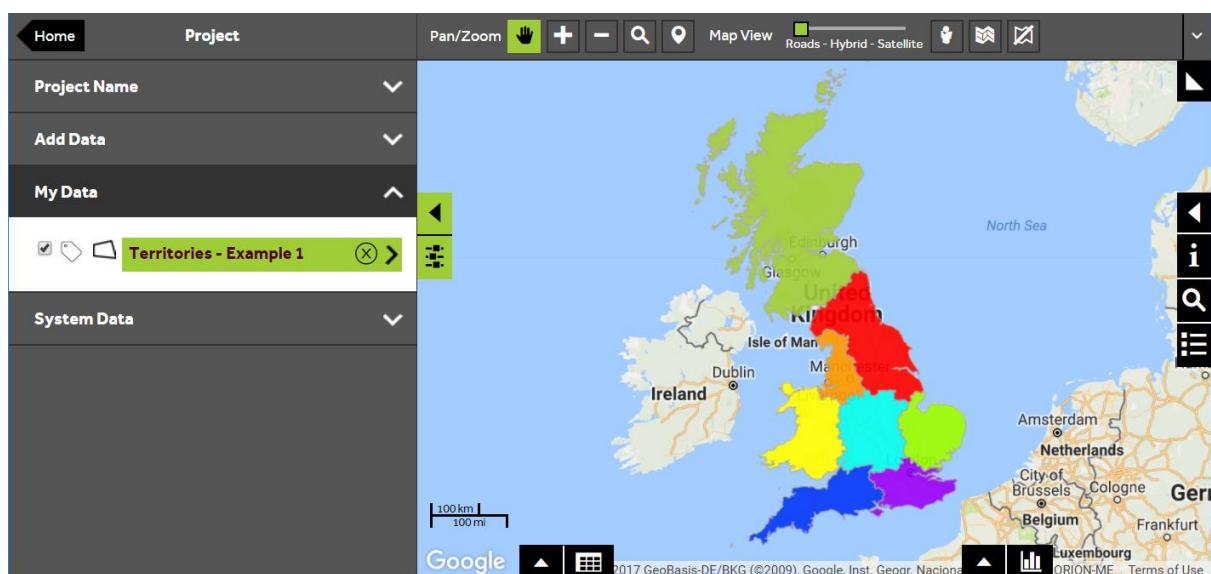 Home
Project
Pan/Zoom
Map View
Roads - Hybrid - Satellite
Project Name
Add Data
My Data
Territories - Example 1
System Data
North Sea
Edinburgh
Glasgow
United
Kingdom
Isle of Man
Dublin
Manchester
Ireland
Liverpool
London
Amsterdam
Netherlands
City of
Brussels
Cologne
Gern
Belgium
Frankfurt
Luxembourg
100 km
100 mi
Google
2017 GeoBasis-DE/BKG (©2009), Google, Inst. Geogr. Naciona
ORION-ME
Terms of Use